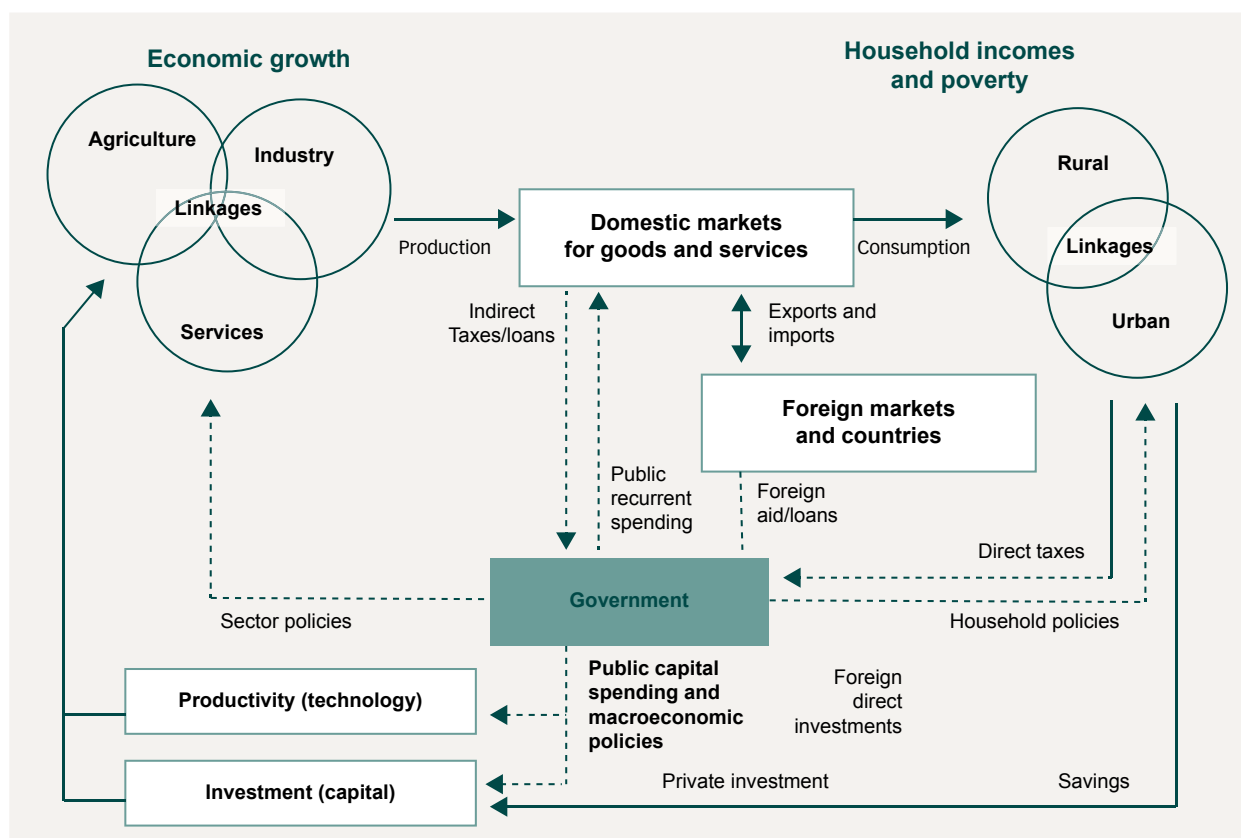 Economic growth
Household incomes
and poverty
Agriculture
Industry
Linkages
Services
Production
Domestic markets
for goods and services
Consumption
Rural
Linkages
Urban
Indirect
Taxes/loans
Exports and
imports
Foreign markets
and countries
Public
recurrent
spending
Foreign
aid/loans
Direct taxes
Government
Sector policies
Household policies
Public capital
spending and
macroeconomic
policies
Foreign
direct
investments
Productivity (technology)
Investment (capital)
Private investment
Savings